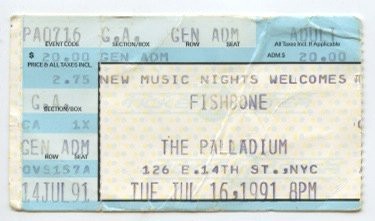 PA0716 G.A. GEN ADM ADULT
EVENT CODE SECTION/BOX ROW SEAT All Taxes Incl. If Applicable
$ 20.00 GEN ADM ADM.$ 20.00
PRICE & ALL TAXES INCL.
2.75 NEW MUSIC NIGHTS WELCOMES
G.A. FISHBONE
SECTION/BOX
CA 1X
GEN ADM THE PALLADIUM
OVS157A 126 E.14TH ST.,NYC
14JUL91 TUE JUL 16,1991 8PM